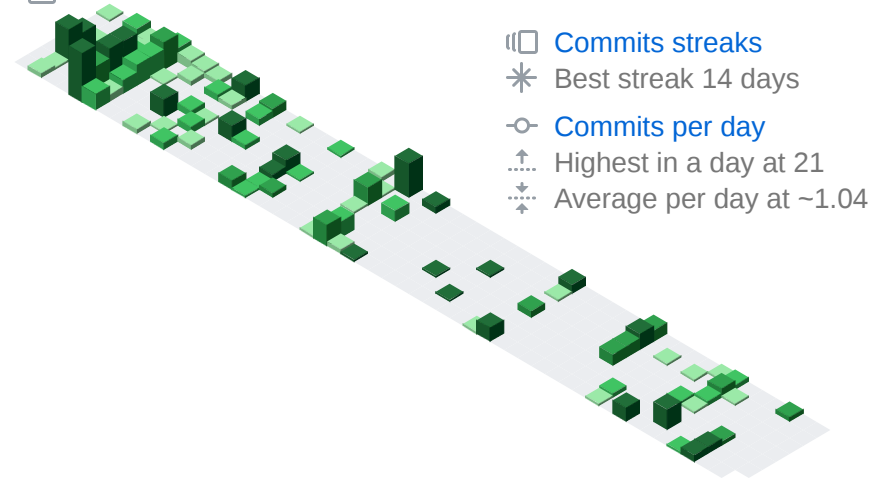 Commits streaks
Best streak 14 days
Commits per day
Highest in a day at 21
Average per day at ~1.04